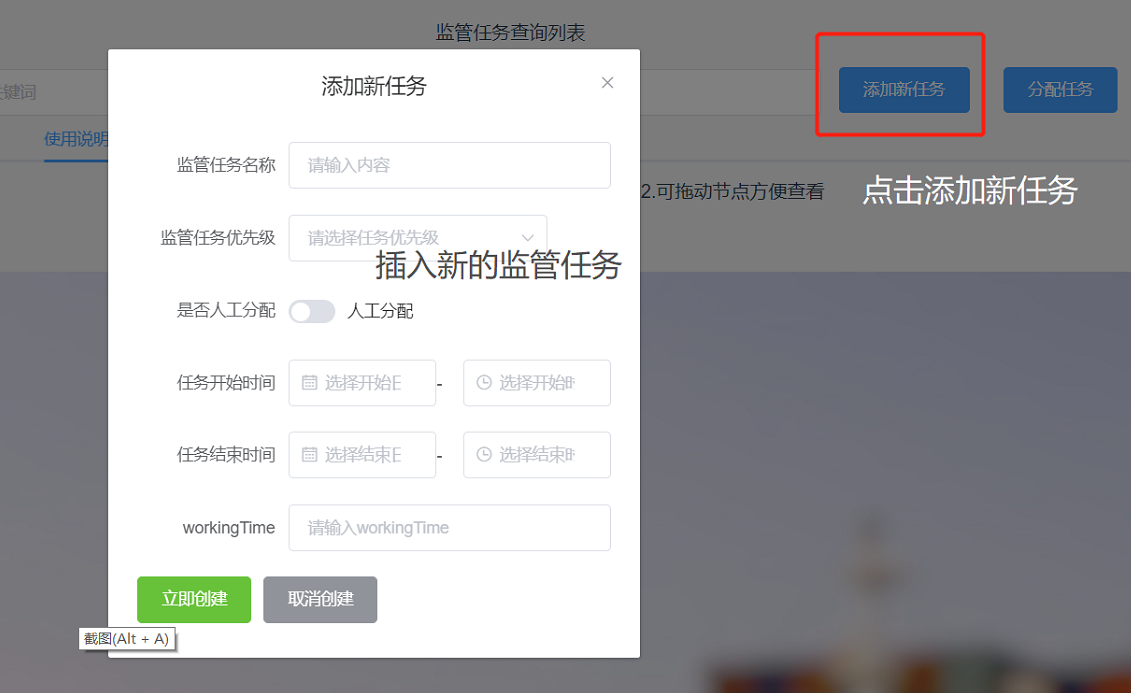 监管任务查询列表
添加新任务
关键词
添加新任务
分配任务
使用说明
监管任务名称
请输入内容
2.可拖动节点方便查看
点击添加新任务
监管任务优先级
请选择任务优先级
插入新的监管任务
是否人工分配
人工分配
任务开始时间
选择开始日
-
选择开始时
任务结束时间
选择结束日
-
选择结束时
workingTime
请输入workingTime
立即创建
取消创建
截图(Alt + A)